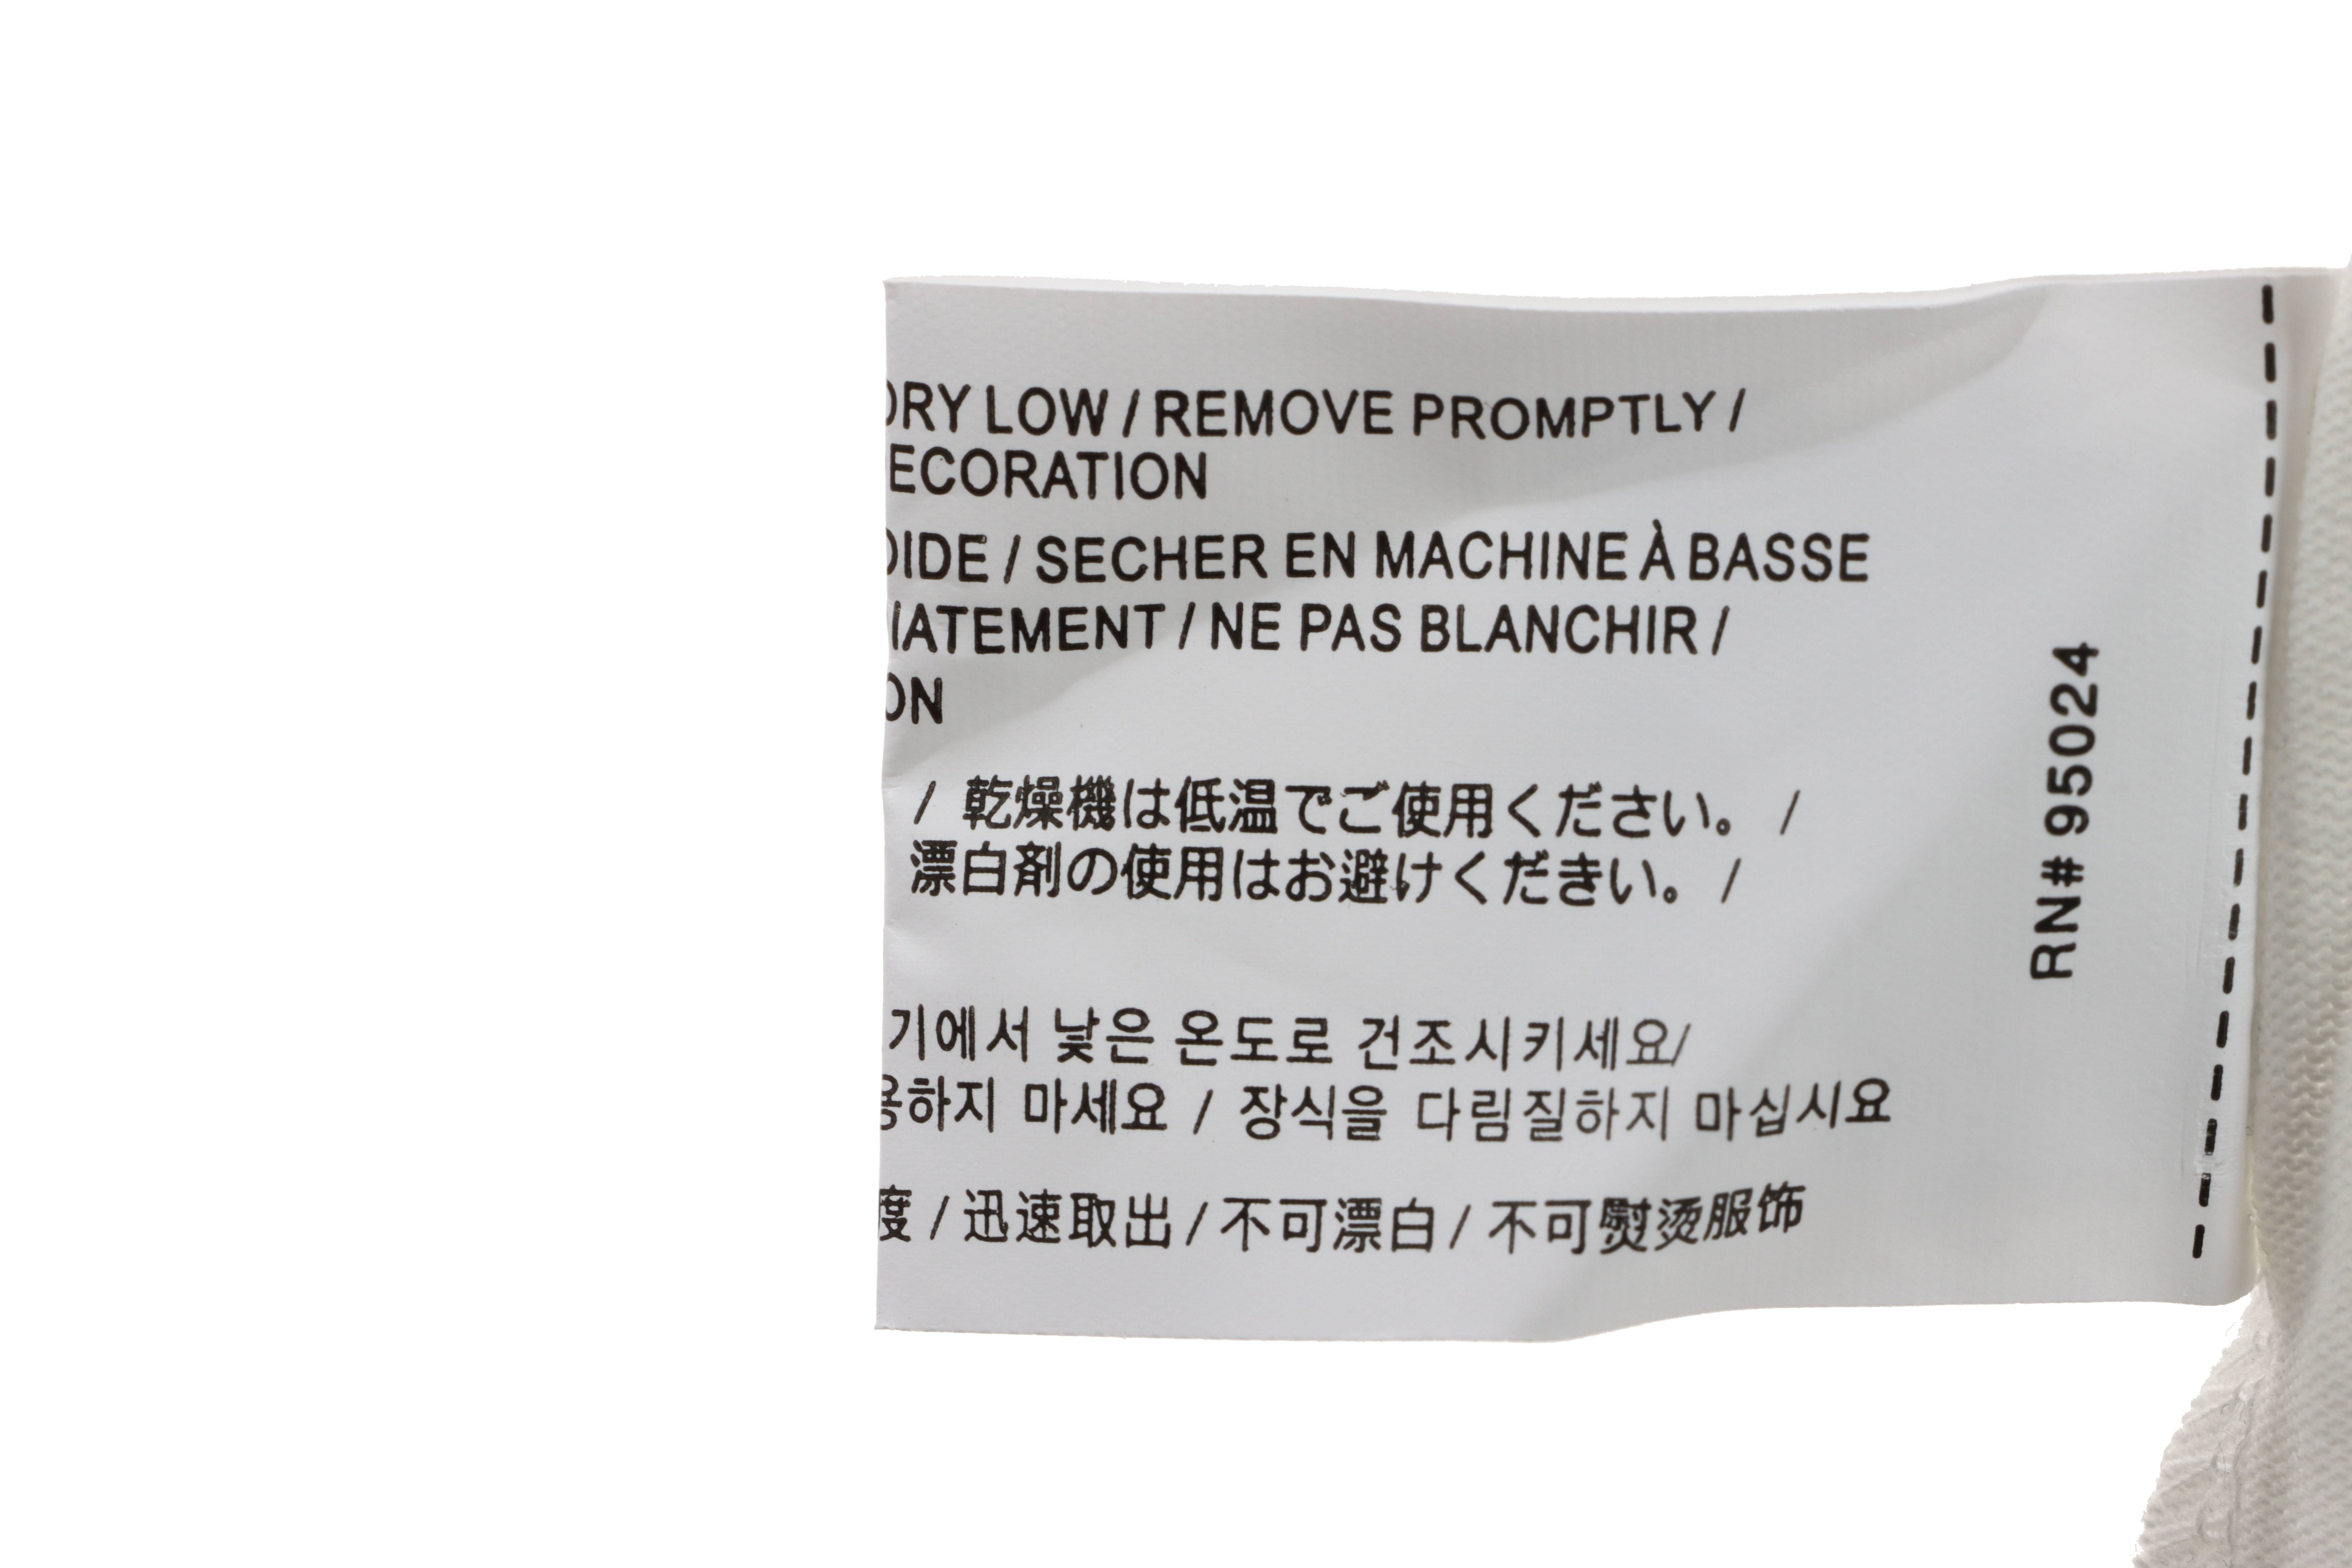 DRY LOW / REMOVE PROMPTLY /
ECORATION
OIDE / SECHER EN MACHINE À BASSE
IATEMENT / NE PAS BLANCHIR /
ON
/ 乾燥機は低温でご使用ください。 /
漂白剤の使用はお避けくだきい。 /
기에서 낮은 온도로 건조시키세요/
용하지 마세요 / 장식을 다림질하지 마십시요
度 / 迅速取出 / 不可漂白 / 不可熨烫服饰
RN# 95024